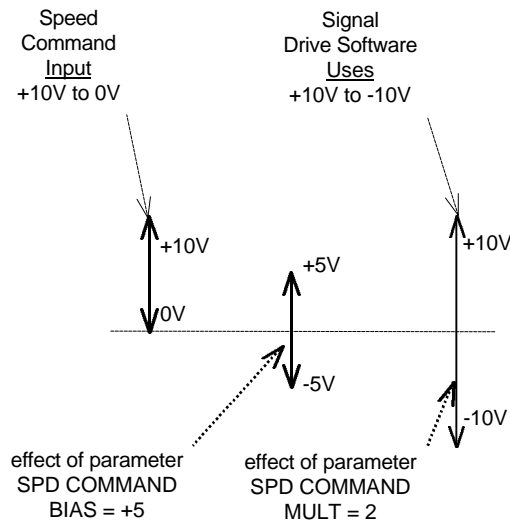 Speed
Command
Input
+10V to 0V
Signal
Drive Software
Uses
+10V to -10V
+10V
0V
+5V
-5V
+10V
-10V
effect of parameter
SPD COMMAND
BIAS = +5
effect of parameter
SPD COMMAND
MULT = 2